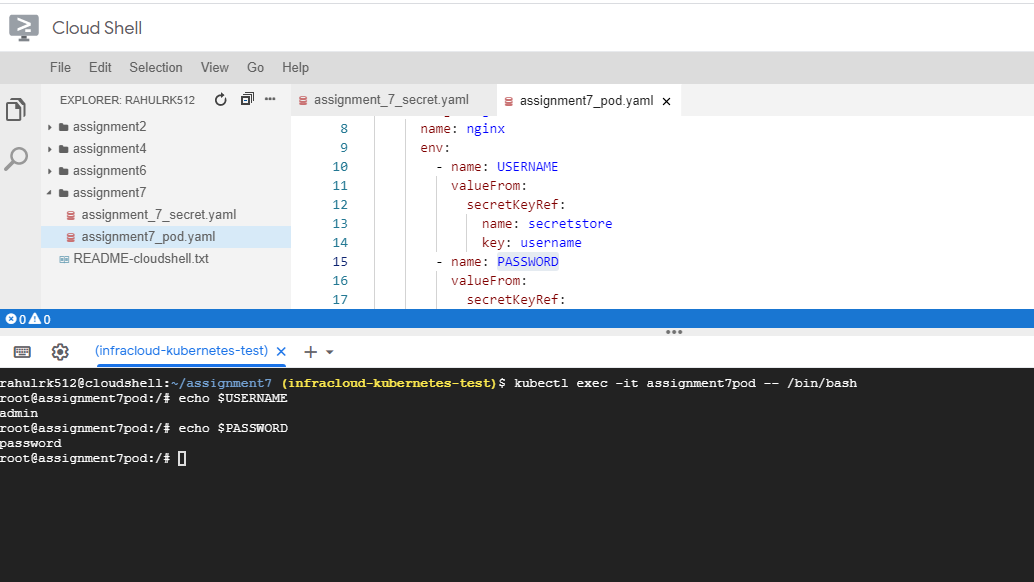 Cloud Shell
File Edit Selection View Go Help
EXPLORER: RAHULRK512
assignment2
assignment4
assignment6
assignment7
assignment_7_secret.yaml
assignment7_pod.yaml
README-cloudshell.txt
assignment_7_secret.yaml assignment7_pod.yaml ×
8 name: nginx
9 env:
10 - name: USERNAME
11 valueFrom:
12 secretKeyRef:
13 name: secretstore
14 key: username
15 - name: PASSWORD
16 valueFrom:
17 secretKeyRef:
0 0
(infracloud-kubernetes-test) × +
rahulrk512@cloudshell:~/assignment7 (infracloud-kubernetes-test)$ kubectl exec -it assignment7pod -- /bin/bash
root@assignment7pod:/# echo $USERNAME
admin
root@assignment7pod:/# echo $PASSWORD
password
root@assignment7pod:/#